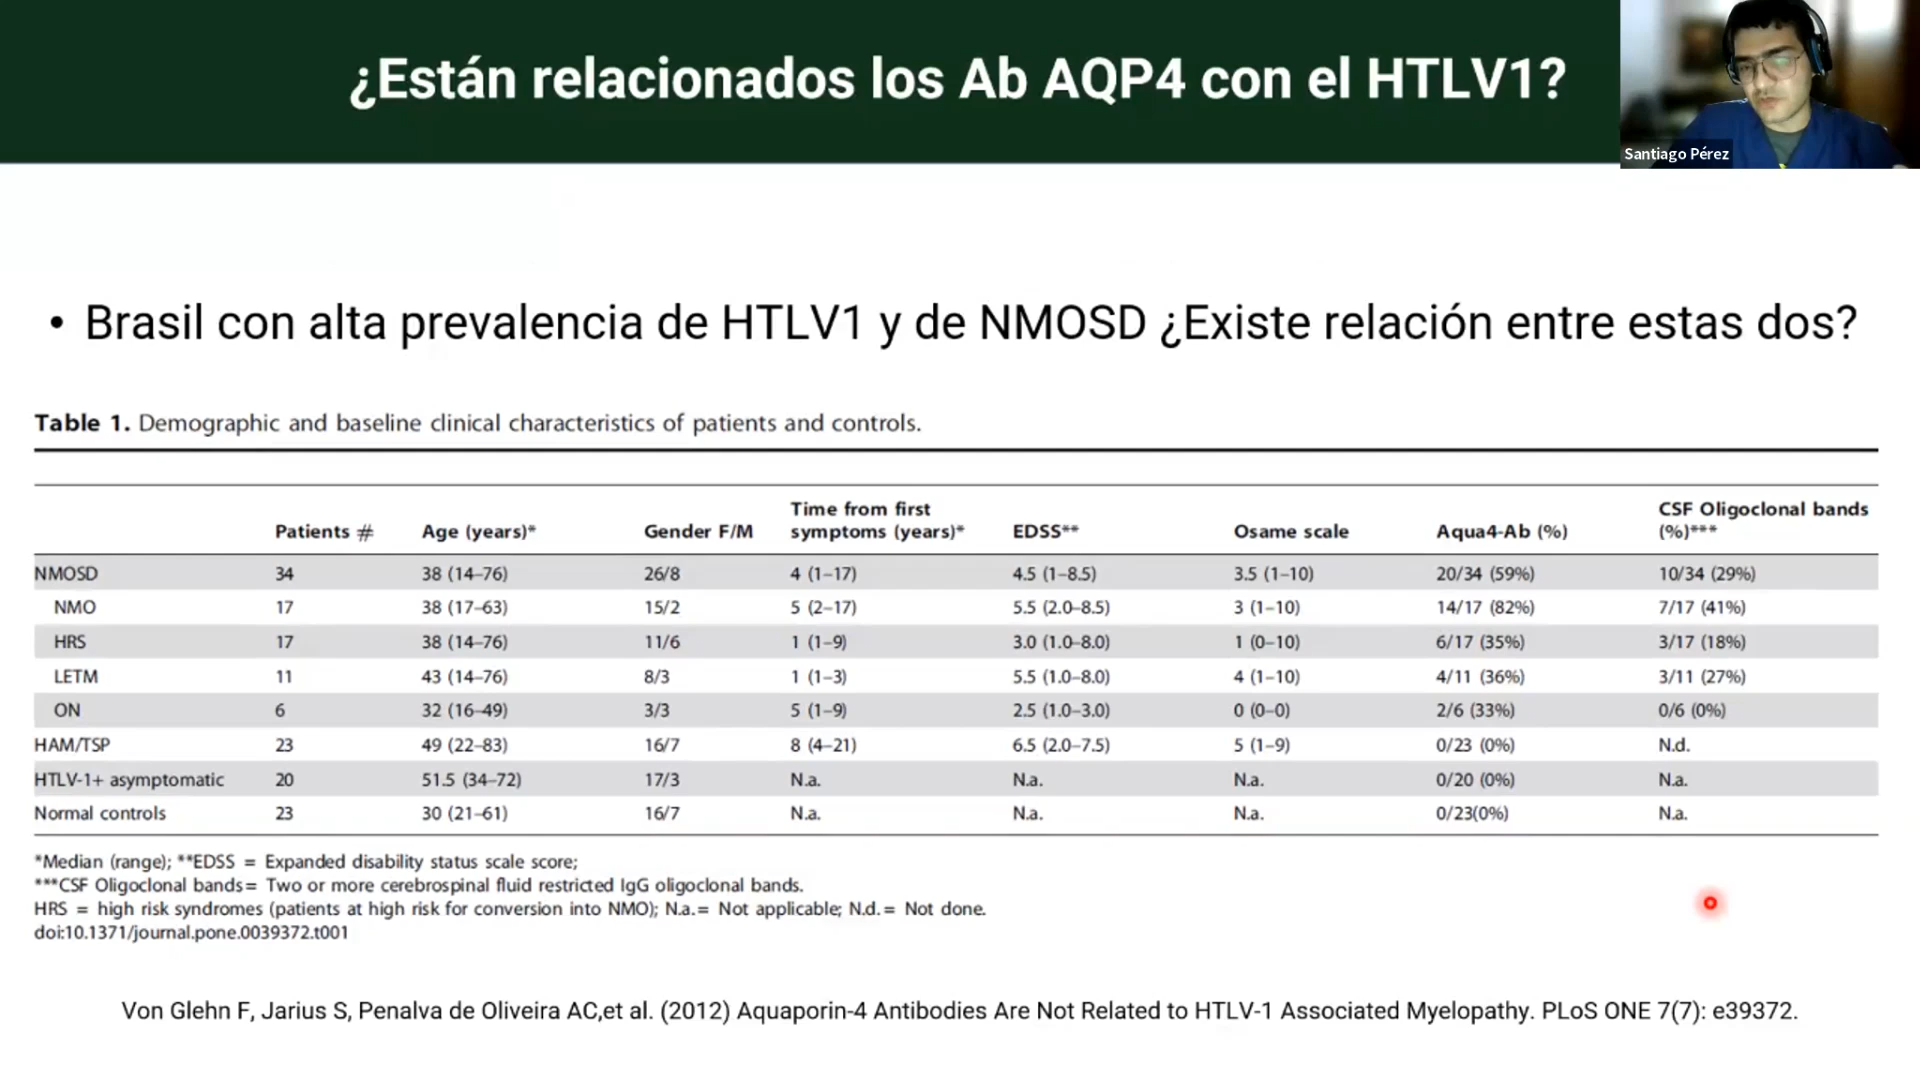 ¿Están relacionados los Ab AQP4 con el HTLV1?
Santiago Pérez
• Brasil con alta prevalencia de HTLV1 y de NMOSD ¿Existe relación entre estas dos?
Table 1. Demographic and baseline clinical characteristics of patients and controls.
Patients # Age (years)* Gender F/M Time from first symptoms (years)* EDSS** Osame scale Aqua4-Ab (%) CSF Oligoclonal bands (%)***
NMOSD 34 38 (14–76) 26/8 4 (1–17) 4.5 (1–8.5) 3.5 (1–10) 20/34 (59%) 10/34 (29%)
NMO 17 38 (17–63) 15/2 5 (2–17) 5.5 (2.0–8.5) 3 (1–10) 14/17 (82%) 7/17 (41%)
HRS 17 38 (14–76) 11/6 1 (1–9) 3.0 (1.0–8.0) 1 (0–10) 6/17 (35%) 3/17 (18%)
LETM 11 43 (14–76) 8/3 1 (1–3) 5.5 (1.0–8.0) 4 (1–10) 4/11 (36%) 3/11 (27%)
ON 6 32 (16–49) 3/3 5 (1–9) 2.5 (1.0–3.0) 0 (0–0) 2/6 (33%) 0/6 (0%)
HAM/TSP 23 49 (22–83) 16/7 8 (4–21) 6.5 (2.0–7.5) 5 (1–9) 0/23 (0%) N.d.
HTLV-1+ asymptomatic 20 51.5 (34–72) 17/3 N.a. N.a. N.a. 0/20 (0%) N.a.
Normal controls 23 30 (21–61) 16/7 N.a. N.a. N.a. 0/23(0%) N.a.
*Median (range); **EDSS = Expanded disability status scale score;
***CSF Oligoclonal bands= Two or more cerebrospinal fluid restricted IgG oligoclonal bands.
HRS = high risk syndromes (patients at high risk for conversion into NMO); N.a.= Not applicable; N.d.= Not done.
doi:10.1371/journal.pone.0039372.t001
Von Glehn F, Jarius S, Penalva de Oliveira AC,et al. (2012) Aquaporin-4 Antibodies Are Not Related to HTLV-1 Associated Myelopathy. PLoS ONE 7(7): e39372.